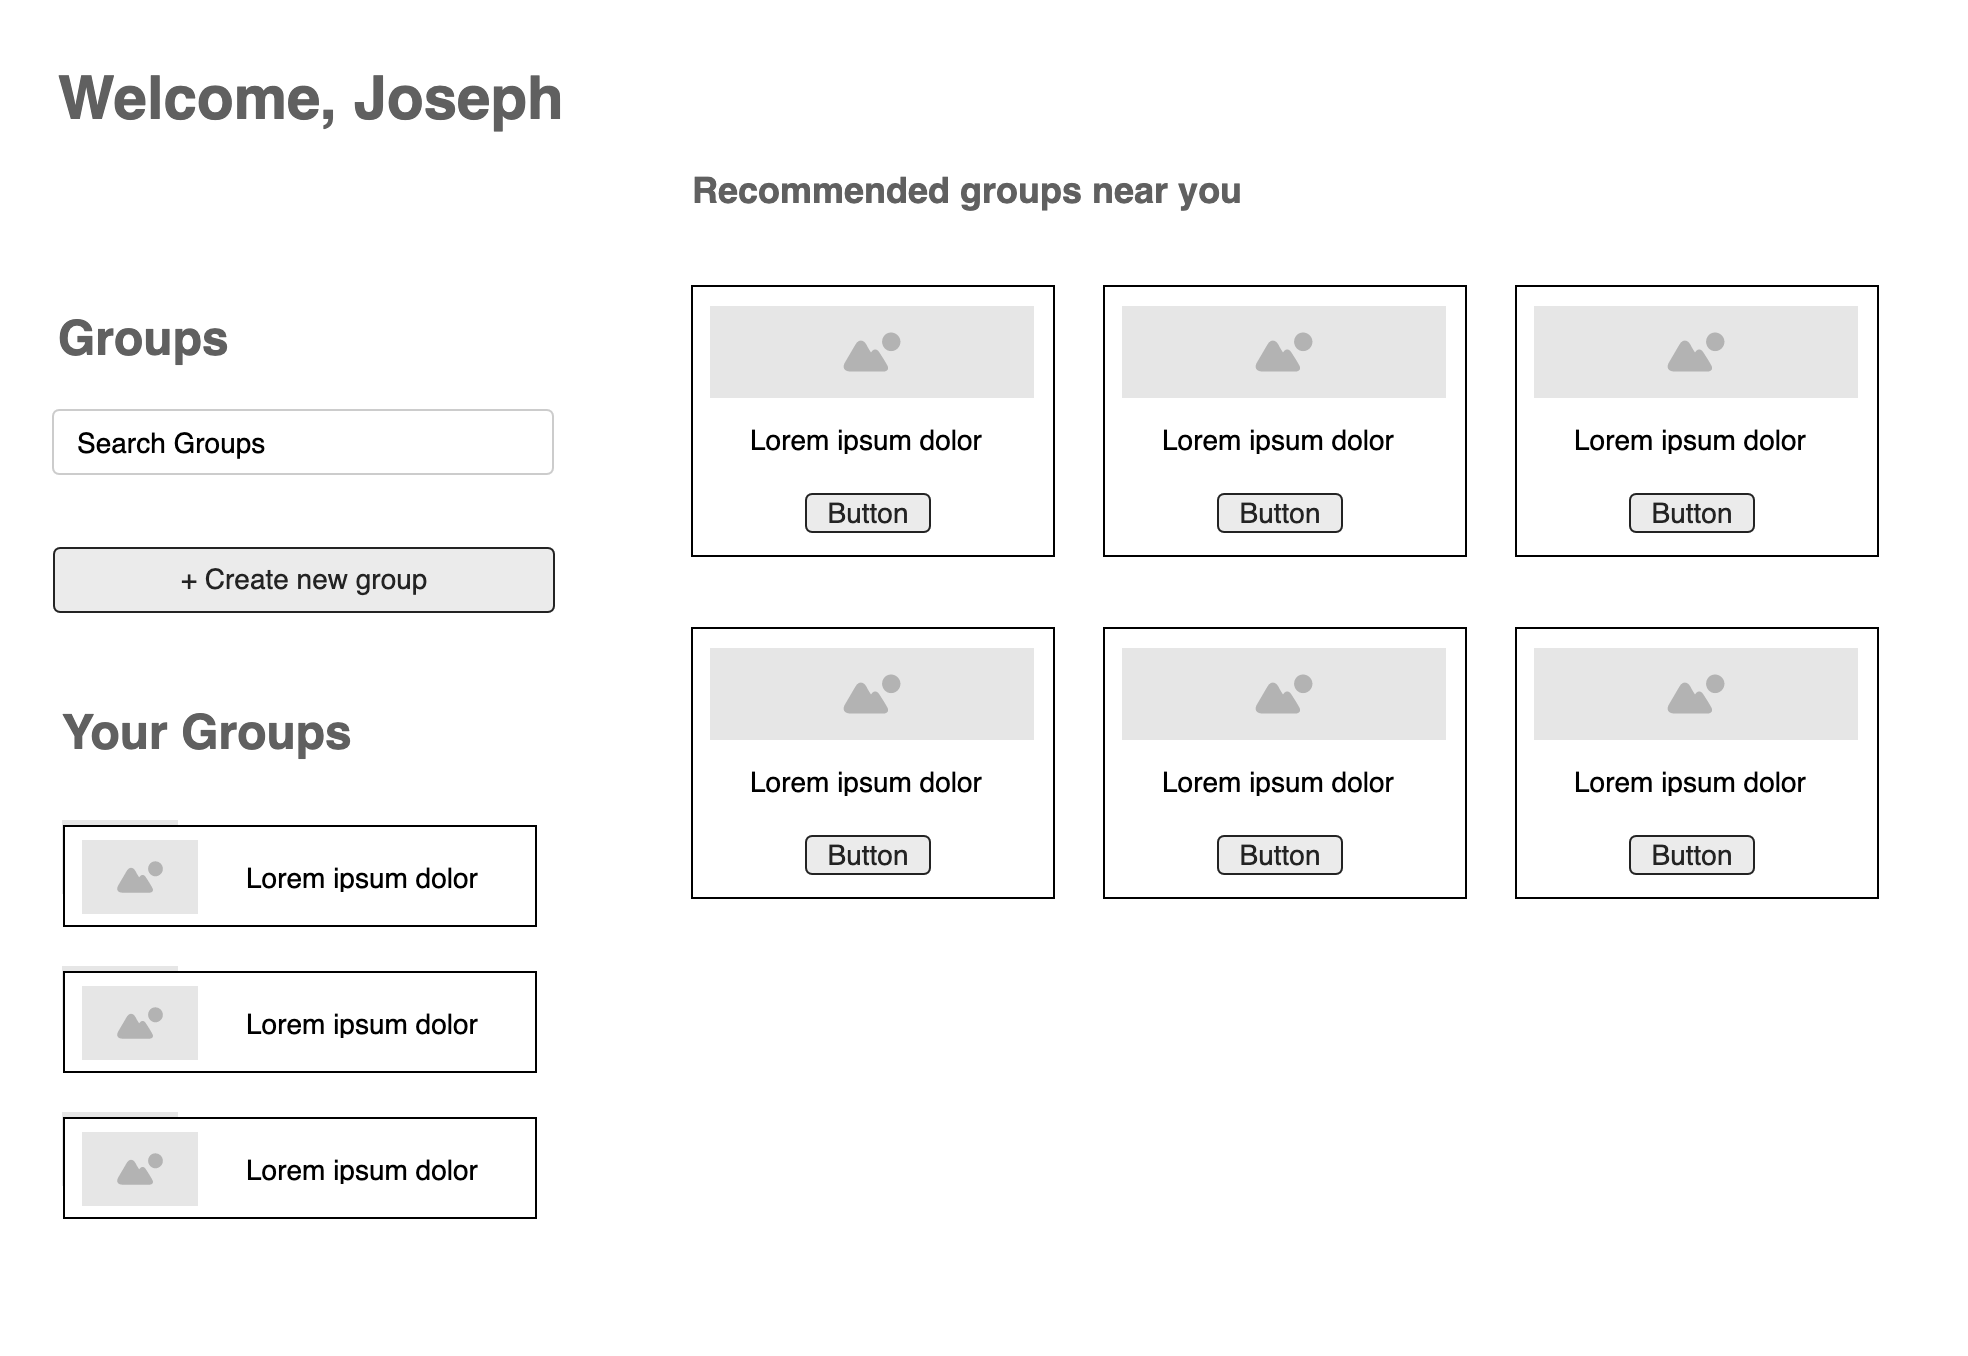 Welcome, Joseph
Recommended groups near you
Groups
Search Groups
+ Create new group
Your Groups
Lorem ipsum dolor
Lorem ipsum dolor
Lorem ipsum dolor
Lorem ipsum dolor
Button
Lorem ipsum dolor
Button
Lorem ipsum dolor
Button
Lorem ipsum dolor
Button
Lorem ipsum dolor
Button
Lorem ipsum dolor
Button